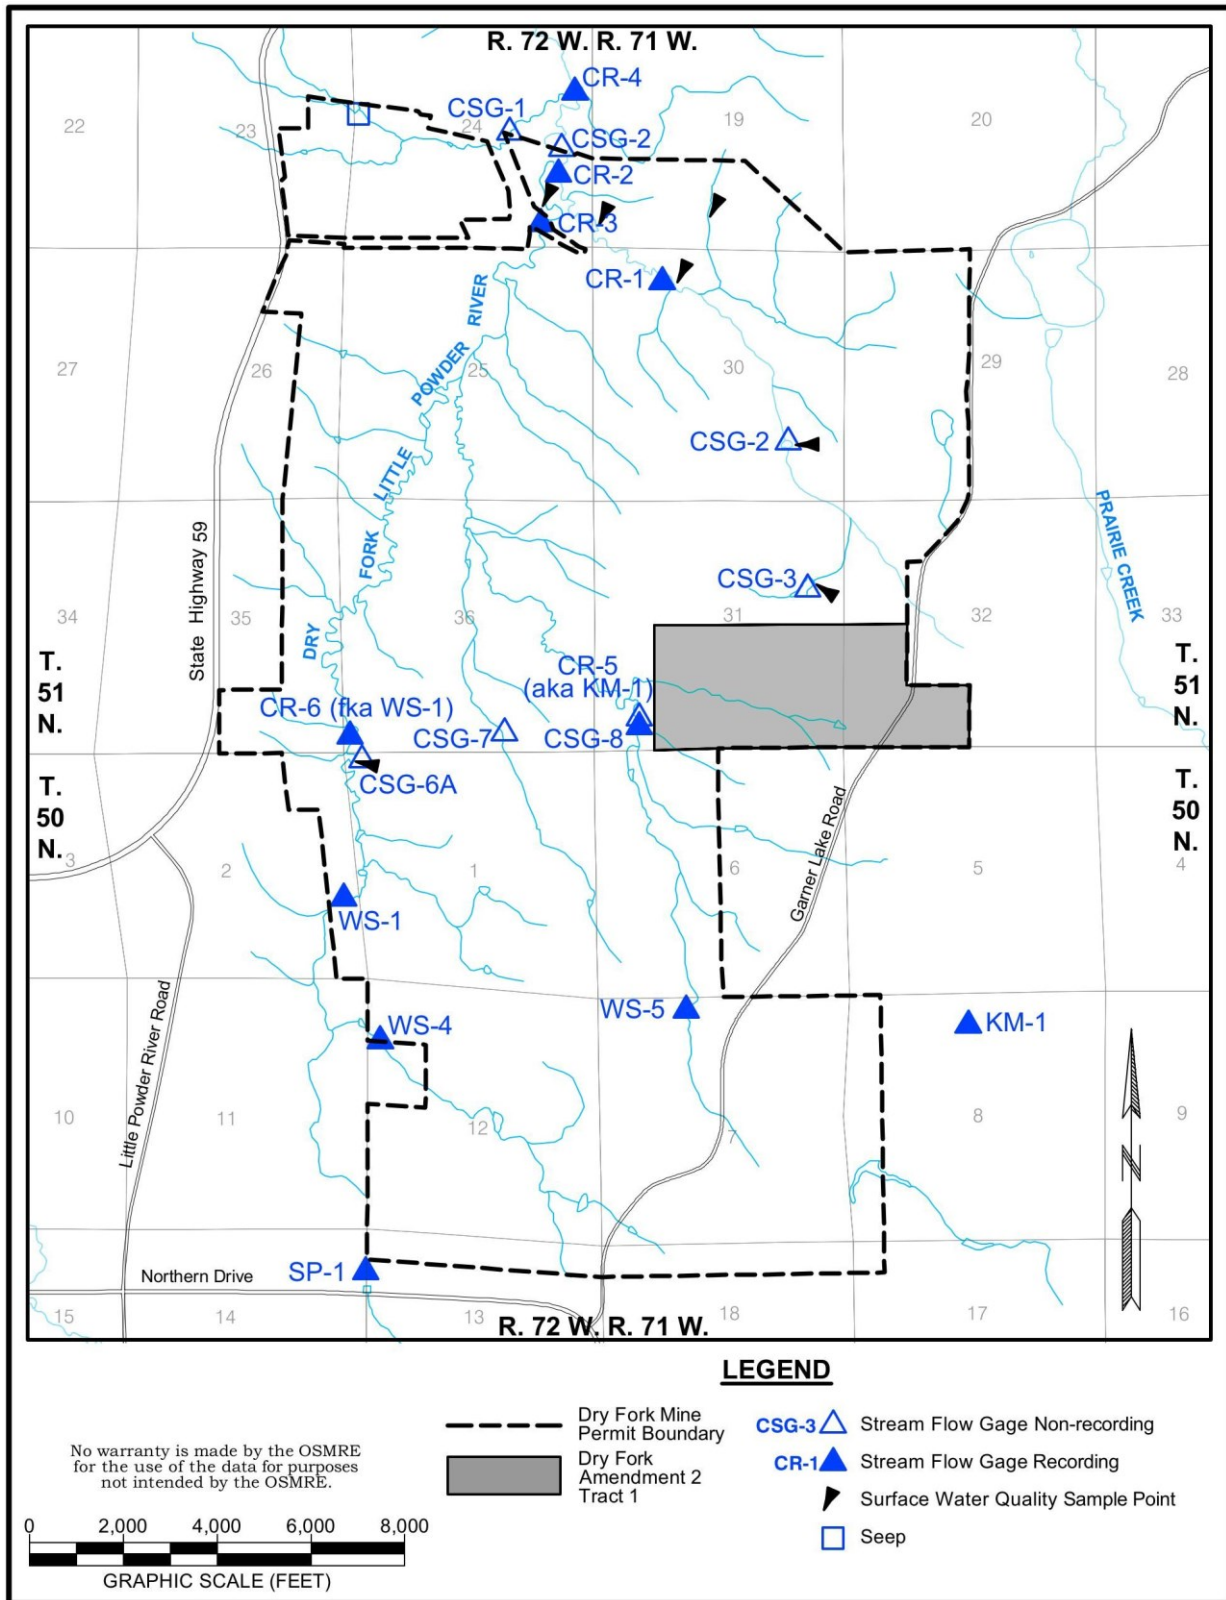 R. 72 W. R. 71 W.
CR-4
CSG-1
22
23
24
19
20
CSG-2
CR-2
CR-3
CR-1
RIVER
POWDER
LITTLE
FORK
DRY
27
26
25
30
29
28
CSG-2
PRAIRIE CREEK
State Highway 59
CSG-3
34
35
36
31
32
33
T.
51
N.
T.
51
N.
CR-5
(aka KM-1)
CR-6 (fka WS-1)
CSG-7
CSG-8
CSG-6A
T.
50
N.
T.
50
N.
3
2
1
6
5
4
Garner Lake Road
WS-1
WS-5
KM-1
WS-4
Little Powder River Road
10
11
12
7
8
9
SP-1
Northern Drive
15
14
13
18
17
16
N
R. 72 W. R. 71 W.
LEGEND
Dry Fork Mine
Permit Boundary
Dry Fork
Amendment 2
Tract 1
CSG-3 Stream Flow Gage Non-recording
CR-1 Stream Flow Gage Recording
Surface Water Quality Sample Point
Seep
No warranty is made by the OSMRE
for the use of the data for purposes
not intended by the OSMRE.
0 2,000 4,000 6,000 8,000
GRAPHIC SCALE (FEET)